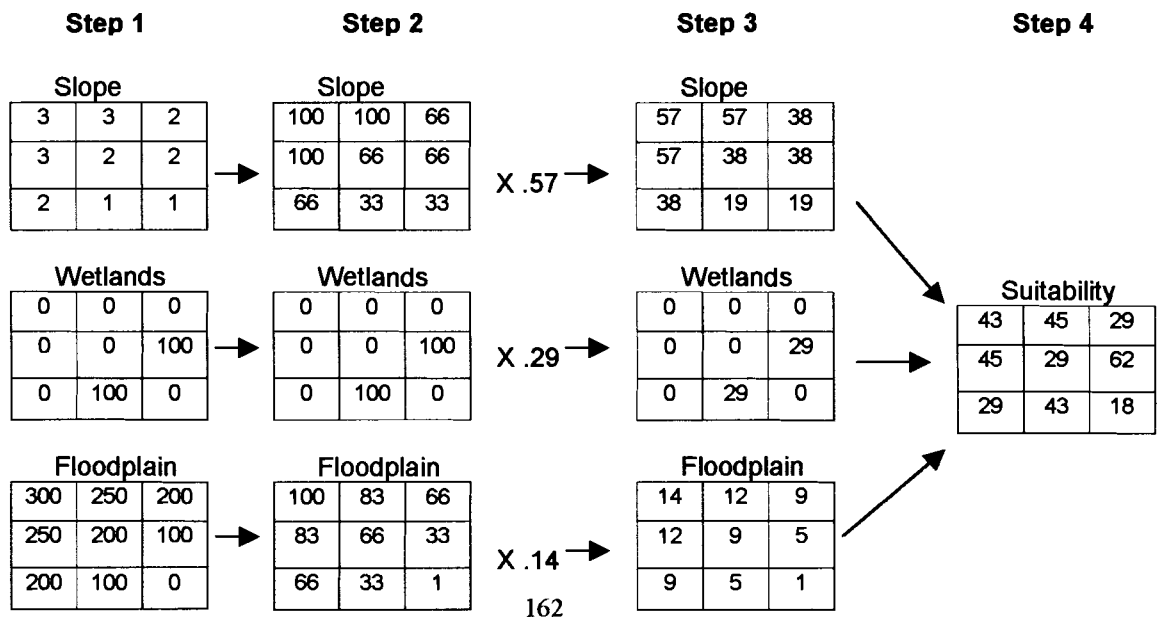 Step 1 Step 2 Step 3 Step 4
Slope Slope Slope
3 3 2 100 100 66 57 57 38
3 2 2 100 66 66 57 38 38
X .57
2 1 1 66 33 33 38 19 19
Wetlands Wetlands Wetlands Suitability
0 0 0 0 0 0 0 0 0 43 45 29
0 0 100 0 0 100 X .29 0 0 29 45 29 62
0 100 0 0 100 0 0 29 0 29 43 18
Floodplain Floodplain Floodplain
300 250 200 100 83 66 14 12 9
250 200 100 83 66 33 12 9 5
X .14
200 100 0 66 33 1 9 5 1
162